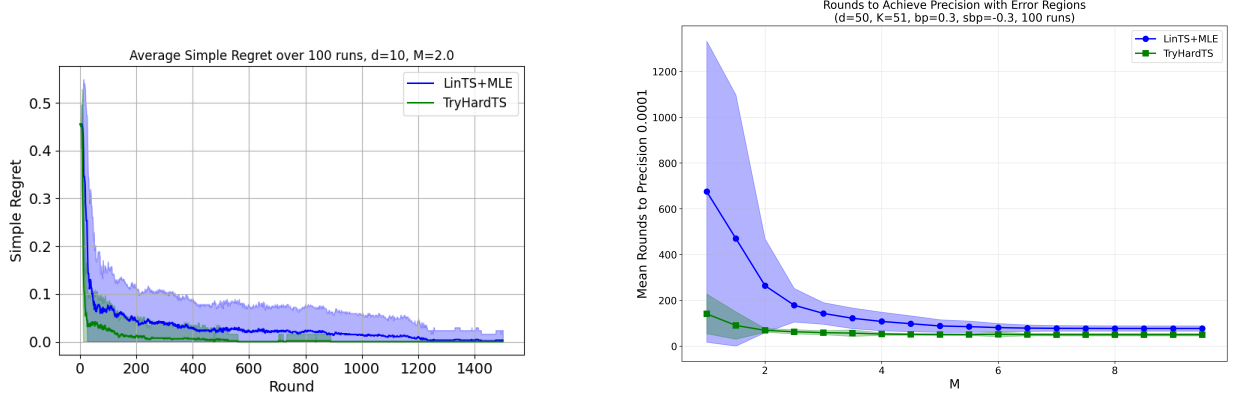 Average Simple Regret over 100 runs, d=10, M=2.0
LinTS+MLE
TryHardTS
Simple Regret
0.5
0.4
0.3
0.2
0.1
0.0
0 200 400 600 800 1000 1200 1400
Round
Rounds to Achieve Precision with Error Regions
(d=50, K=51, bp=0.3, sbp=-0.3, 100 runs)
LinTS+MLE
TryHardTS
Mean Rounds to Precision 0.0001
1200
1000
800
600
400
200
0
2 4 6 8
M